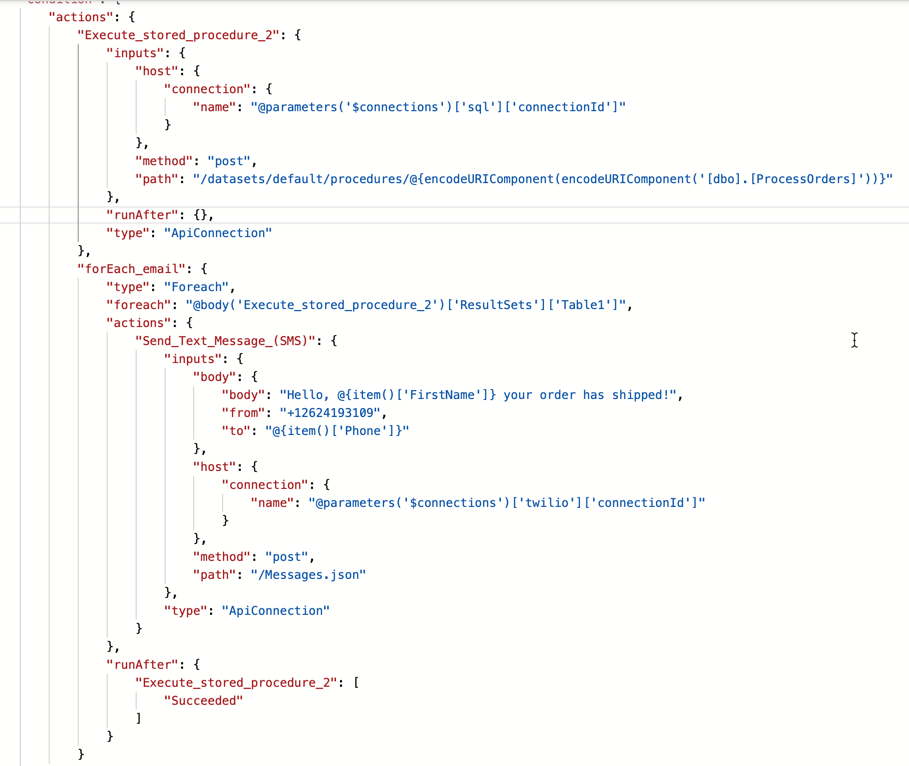 "condition": {
"actions": {
"Execute_stored_procedure_2": {
"inputs": {
"host": {
"connection": {
"name": "@parameters('$connections')['sql']['connectionId']"
}
},
"method": "post",
"path": "/datasets/default/procedures/@{encodeURIComponent(encodeURIComponent('[dbo].[ProcessOrders]'))}"
},
"runAfter": {},
"type": "ApiConnection"
},
"forEach_email": {
"type": "Foreach",
"foreach": "@body('Execute_stored_procedure_2')['ResultSets']['Table1']",
"actions": {
"Send_Text_Message_(SMS)": {
"inputs": {
"body": {
"body": "Hello, @{item()['FirstName']} your order has shipped!",
"from": "+12624193109",
"to": "@{item()['Phone']}"
},
"host": {
"connection": {
"name": "@parameters('$connections')['twilio']['connectionId']"
}
},
"method": "post",
"path": "/Messages.json"
},
"type": "ApiConnection"
}
},
"runAfter": {
"Execute_stored_procedure_2": [
"Succeeded"
]
}
}